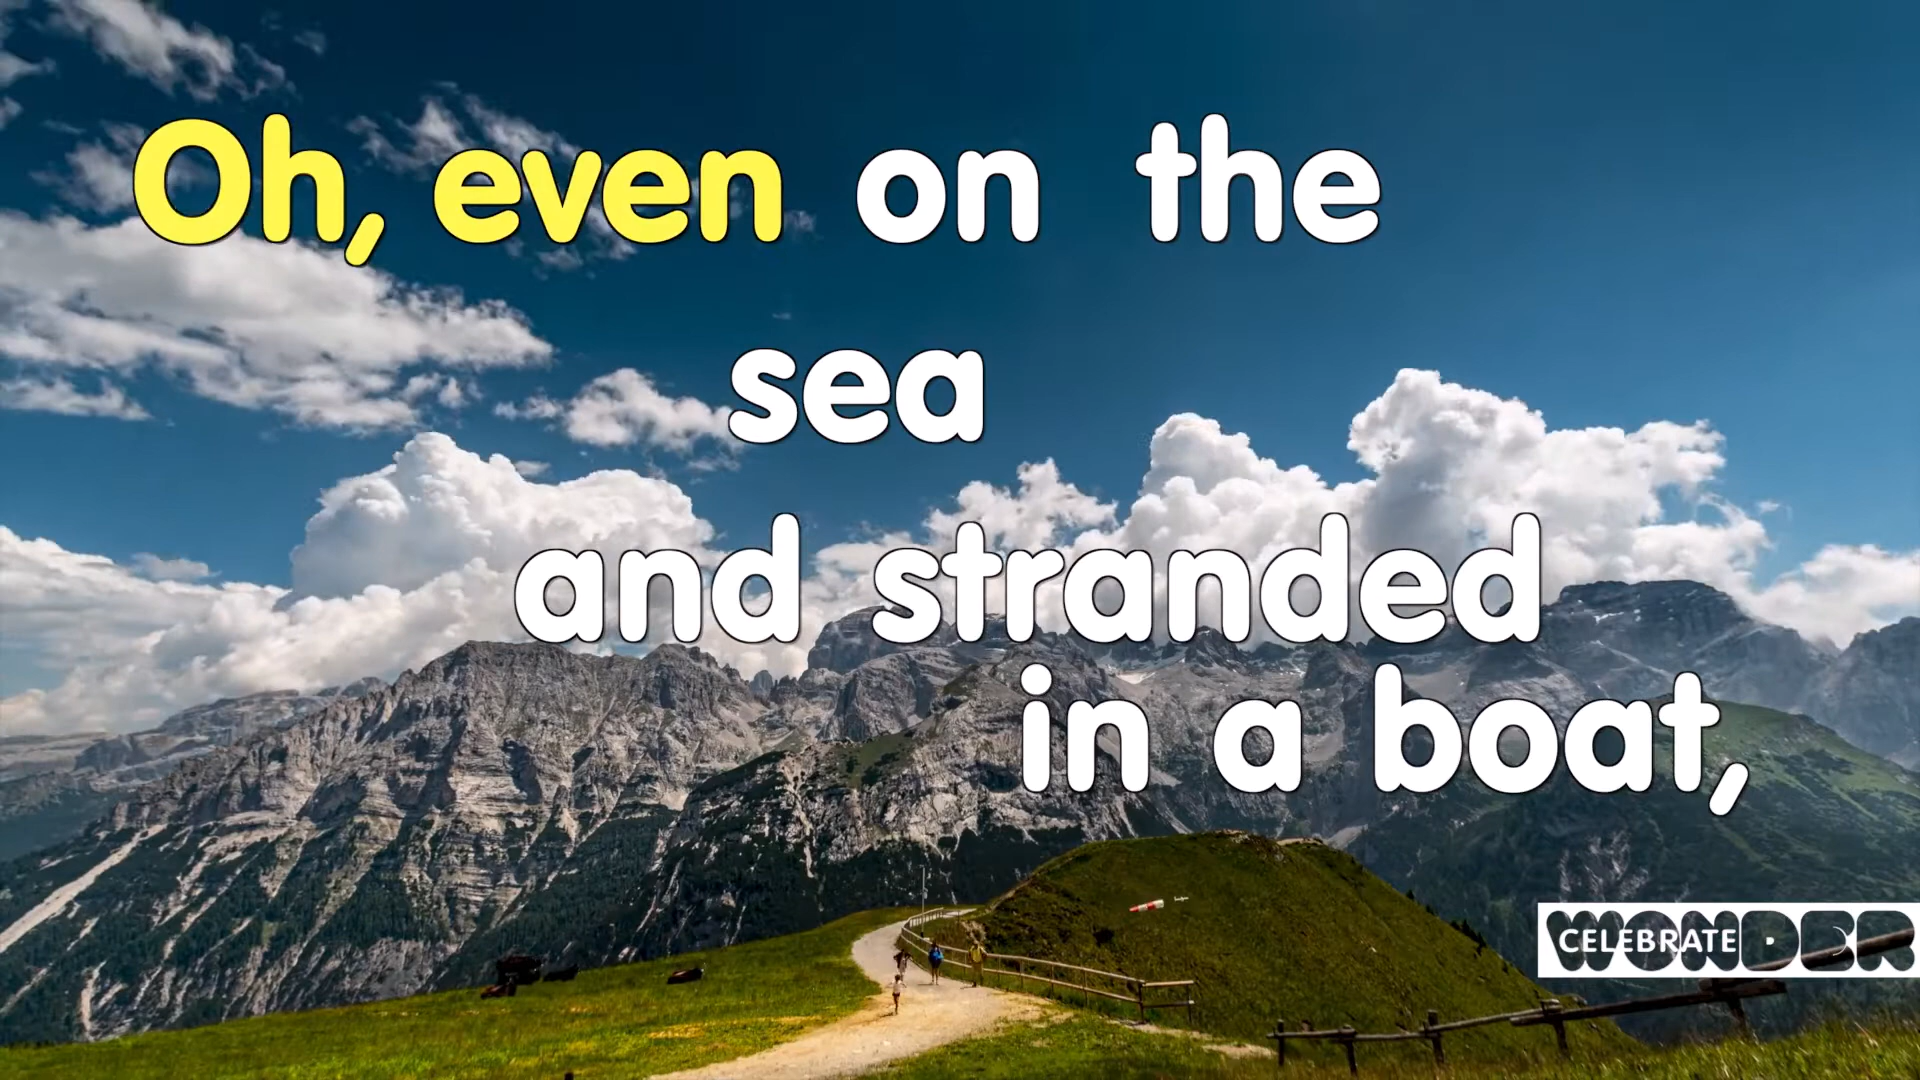 Oh, even on the
sea
and stranded
in a boat,
CELEBRATE
WONDER